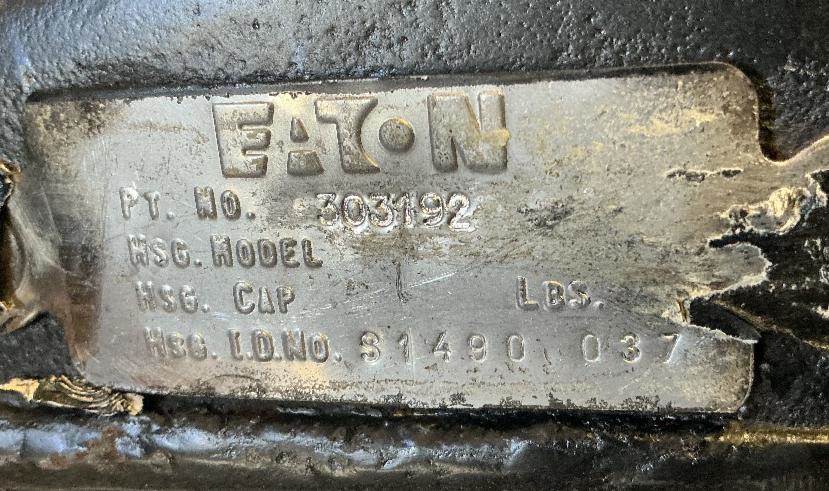 EATON
PT. NO. 303192
HSG. MODEL
HSG. CAP LBS.
HSG. I.D.NO. S1490 037